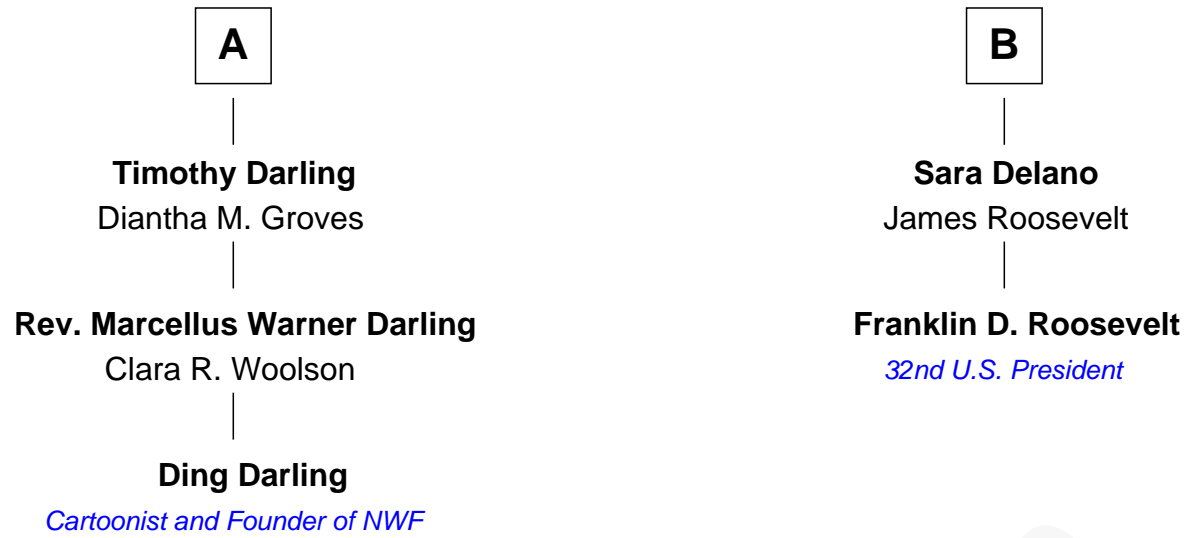 A
Timothy Darling
Diantha M. Groves
Rev. Marcellus Warner Darling
Clara R. Woolson
Ding Darling
Cartoonist and Founder of NWF
B
Sara Delano
James Roosevelt
Franklin D. Roosevelt
32nd U.S. President